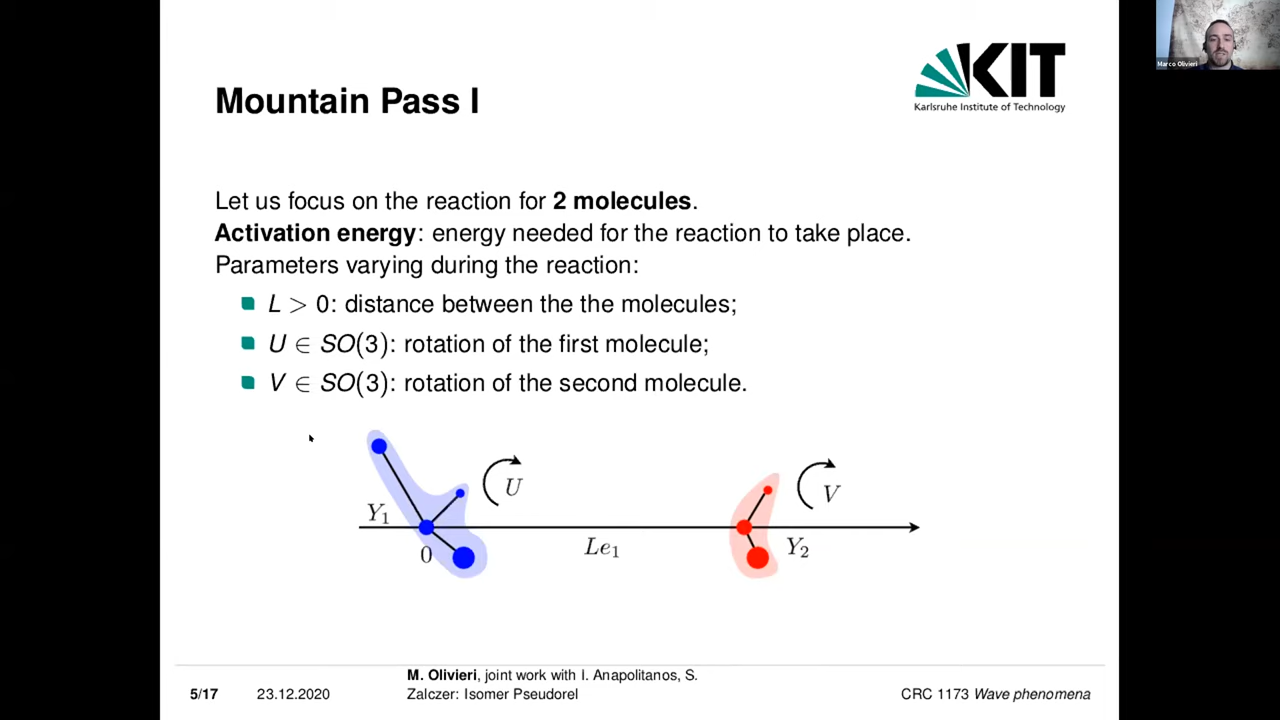 Marco Olivieri
KIT
Karlsruhe Institute of Technology
Mountain Pass I
Let us focus on the reaction for 2 molecules.
Activation energy: energy needed for the reaction to take place.
Parameters varying during the reaction:
L > 0: distance between the the molecules;
U ∈ SO(3): rotation of the first molecule;
V ∈ SO(3): rotation of the second molecule.
Y₁
0
U
Le₁
V
Y₂
M. Olivieri, joint work with I. Anapolitanos, S.
5/17 23.12.2020 Zalczer: Isomer Pseudorel CRC 1173 Wave phenomena